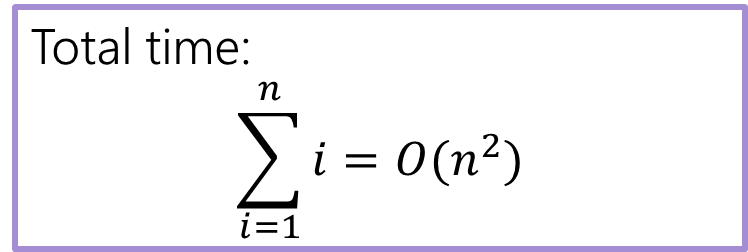 Total time:
n
∑ i = O(n²)
i=1